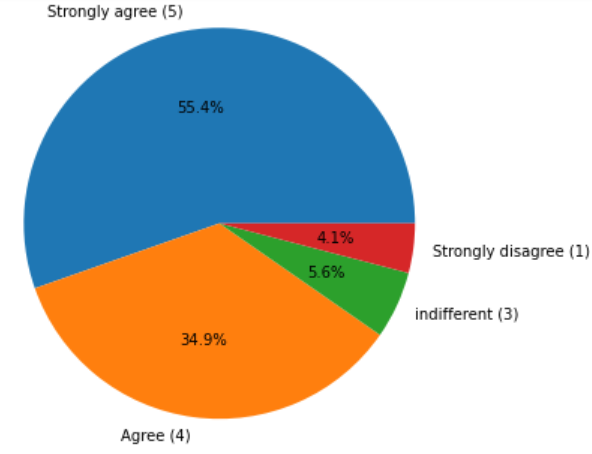 Strongly agree (5)
55.4%
4.1%
Strongly disagree (1)
5.6%
indifferent (3)
34.9%
Agree (4)